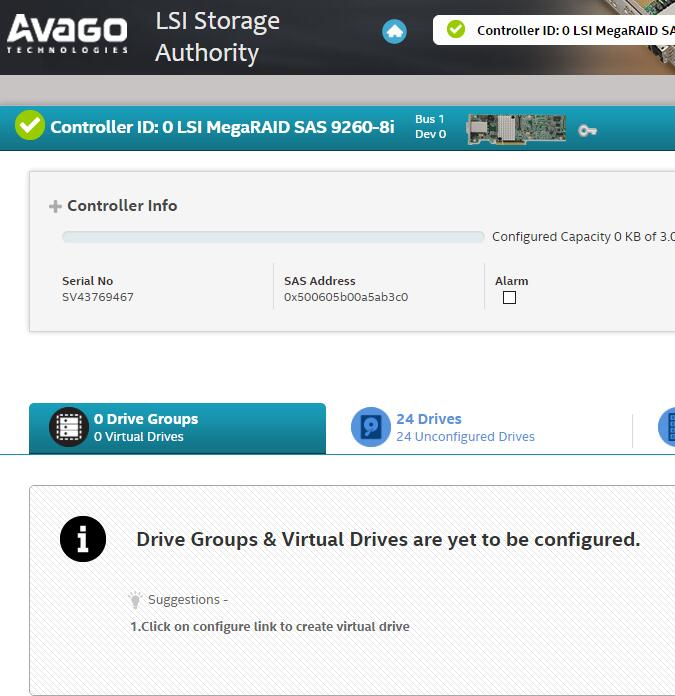 AVAGO
TECHNOLOGIES
LSI Storage
Authority
Controller ID: 0 LSI MegaRAID SA
Controller ID: 0 LSI MegaRAID SAS 9260-8i
Bus 1
Dev 0
Controller Info
Configured Capacity 0 KB of 3.0
Serial No
SV43769467
SAS Address
0x500605b00a5ab3c0
Alarm
0 Drive Groups
0 Virtual Drives
24 Drives
24 Unconfigured Drives
Drive Groups & Virtual Drives are yet to be configured.
Suggestions -
1.Click on configure link to create virtual drive